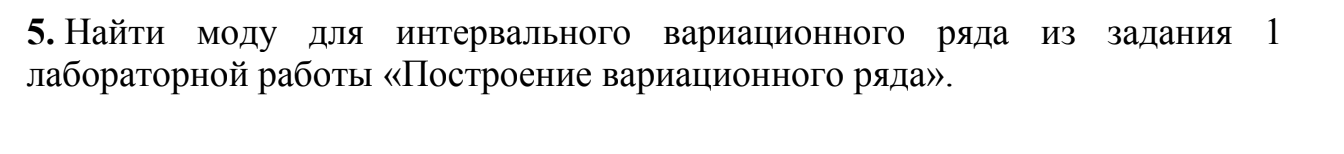 5. Найти моду для интервального вариационного ряда из задания 1
лабораторной работы «Построение вариационного ряда».